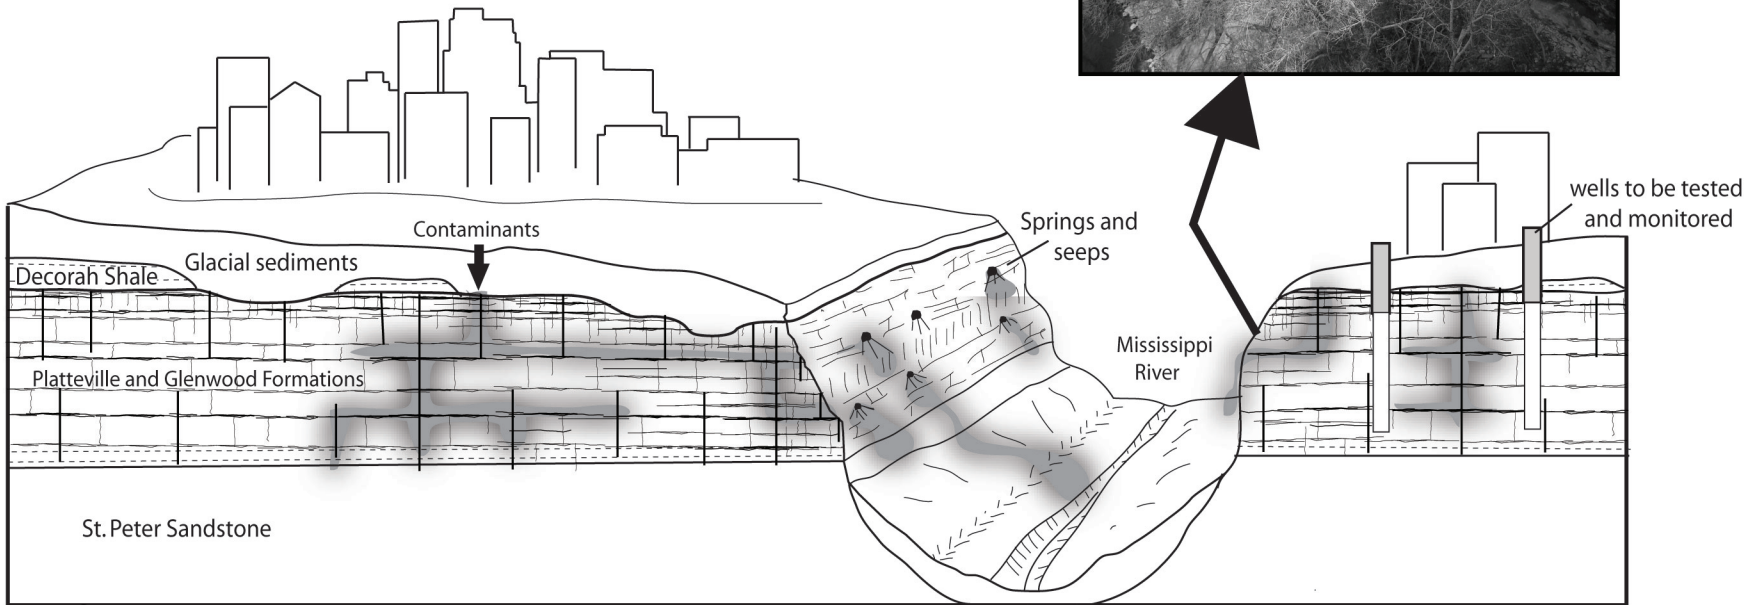 wells to be tested
and monitored
Springs and
seeps
Contaminants
Glacial sediments
Decorah Shale
Mississippi
River
Platteville and Glenwood Formations
St. Peter Sandstone